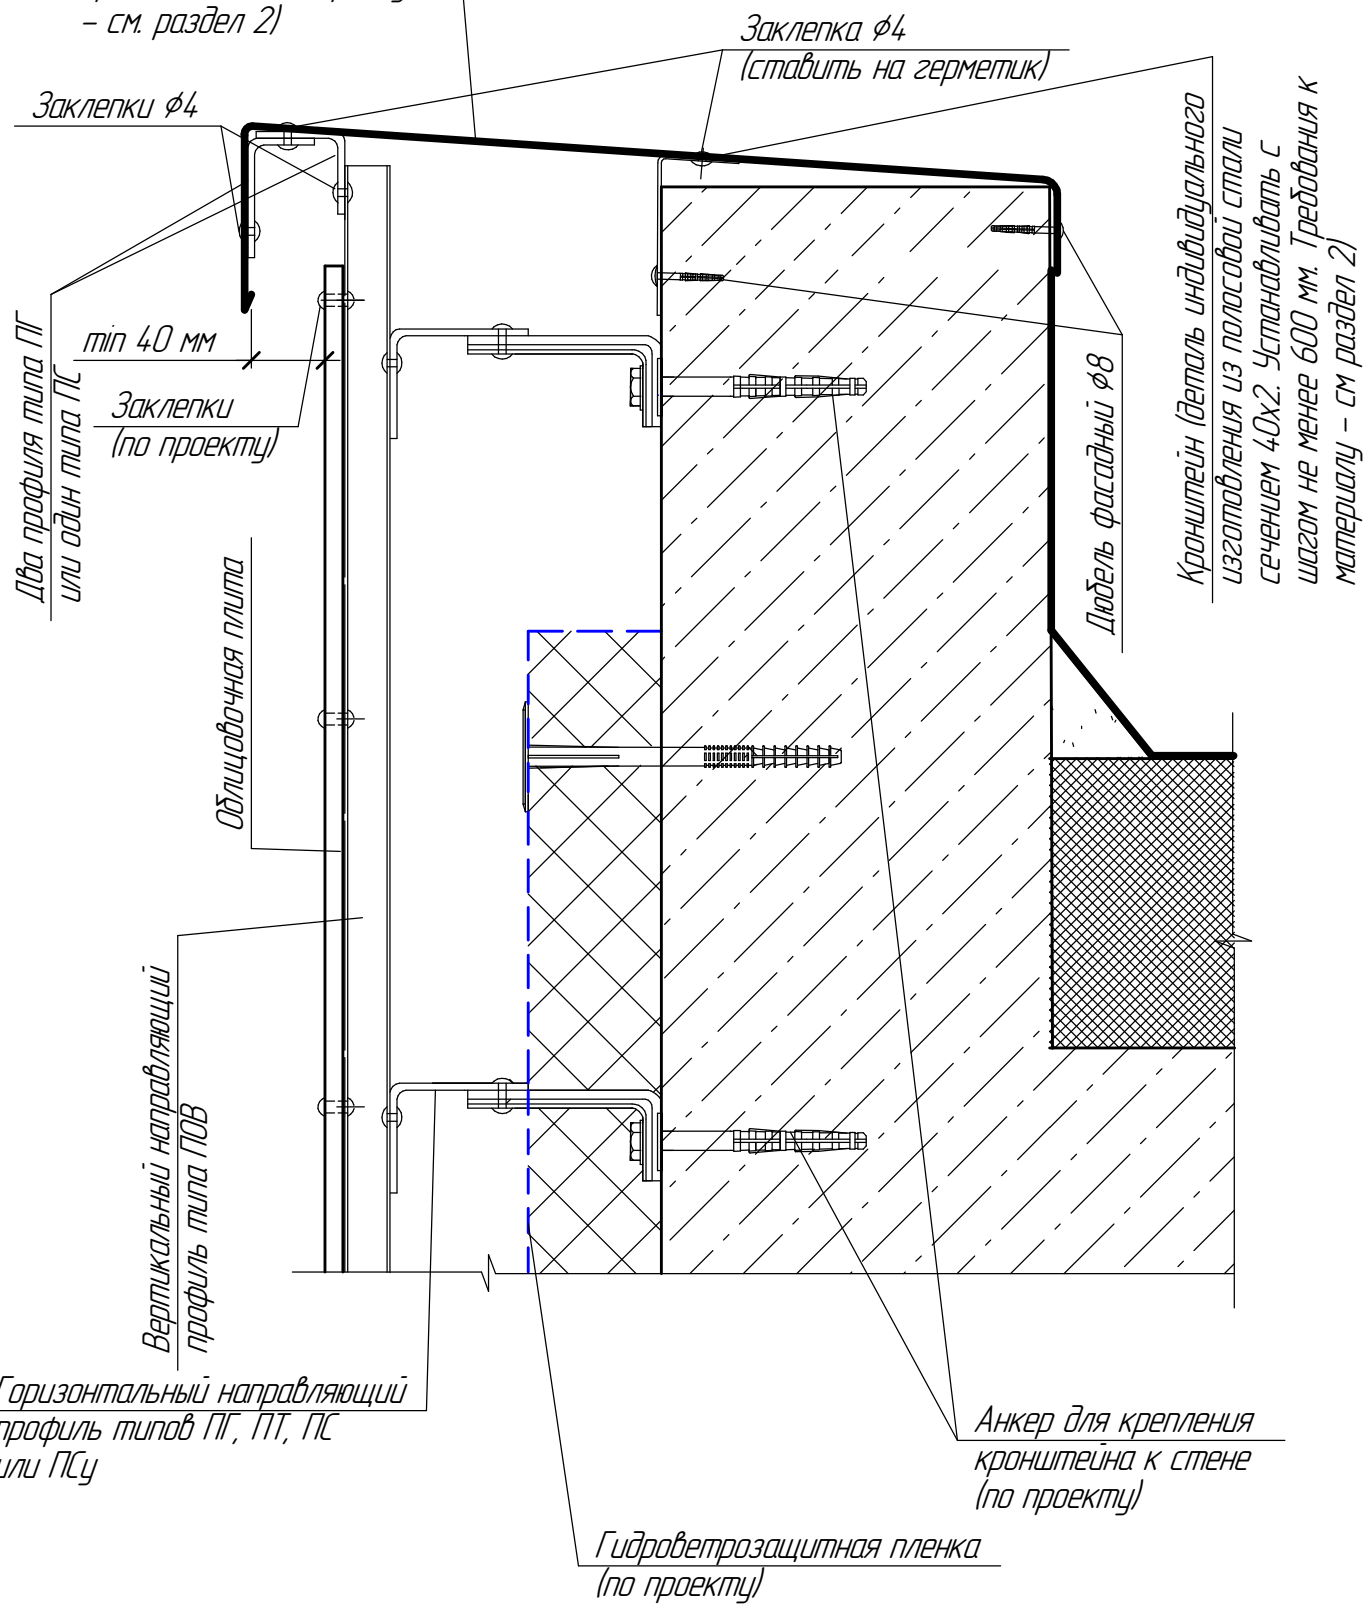 – см. раздел 2)
Заклепка ϕ4
(ставить на герметик)
Заклепки ϕ4
Кронштейн (деталь индивидуального
изготовления из полосовой стали
сечением 40х2. Устанавливать с
шагом не менее 600 мм. Требования к
материалу – см раздел 2)
Два профиля типа ПГ
или один типа ПС
min 40 мм
Заклепки
(по проекту)
Дюбель фасадный ϕ8
Облицовочная плита
Вертикальный направляющий
профиль типа ПОВ
Горизонтальный направляющий
профиль типов ПГ, ПТ, ПС
или ПСу
Анкер для крепления
кронштейна к стене
(по проекту)
Гидроветрозащитная пленка
(по проекту)